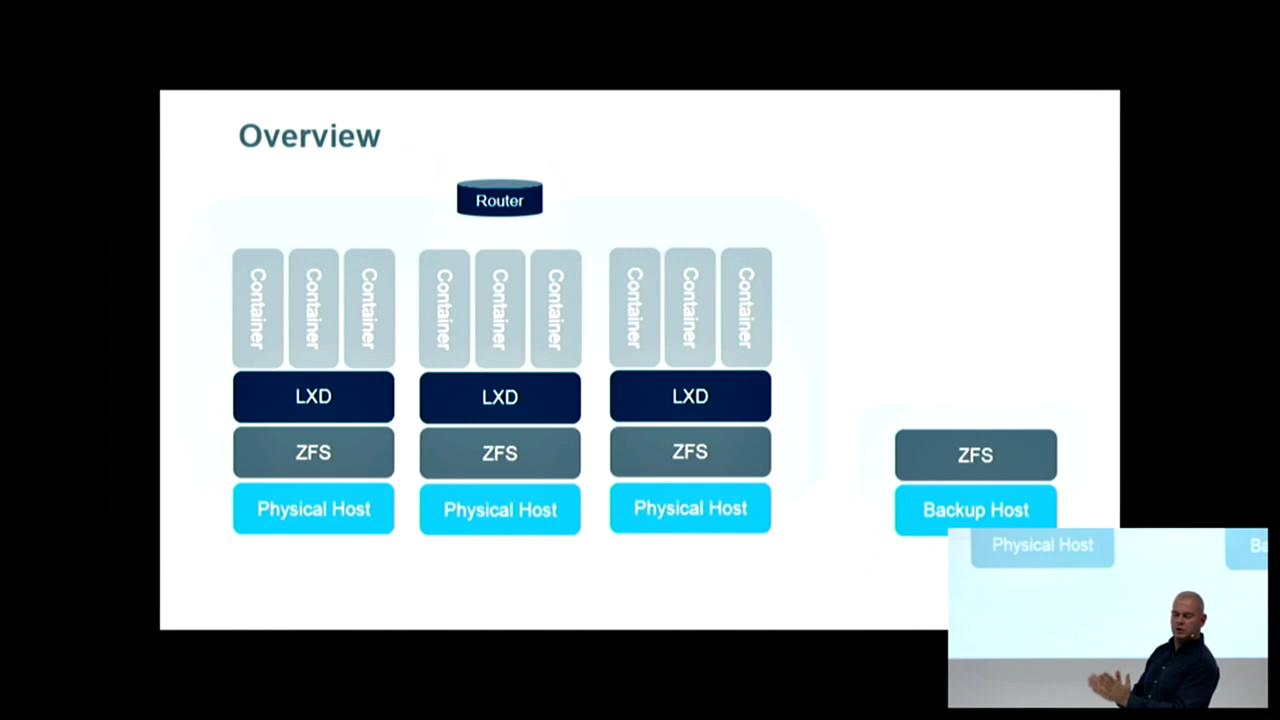 Overview
Router
Container Container Container Container Container Container Container Container Container
LXD LXD LXD
ZFS ZFS ZFS ZFS
Physical Host Physical Host Physical Host Backup Host
Physical Host